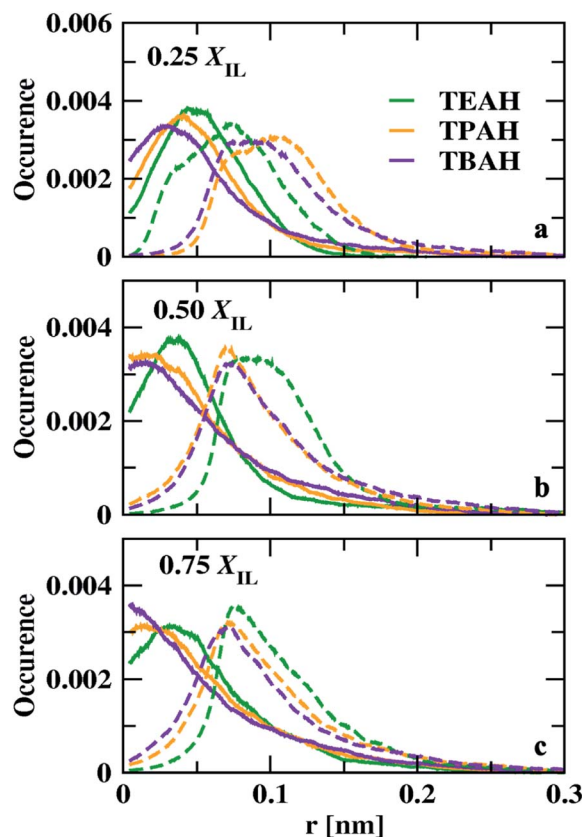 0.006
0.25 X_IL
0.004
TEAH
TPAH
TBAH
Occurence
0.002
0
a
0.50 X_IL
0.004
Occurence
0.002
0
b
0.006
0.75 X_IL
0.004
Occurence
0.002
0
c
0 0.1 0.2 0.3
r [nm]